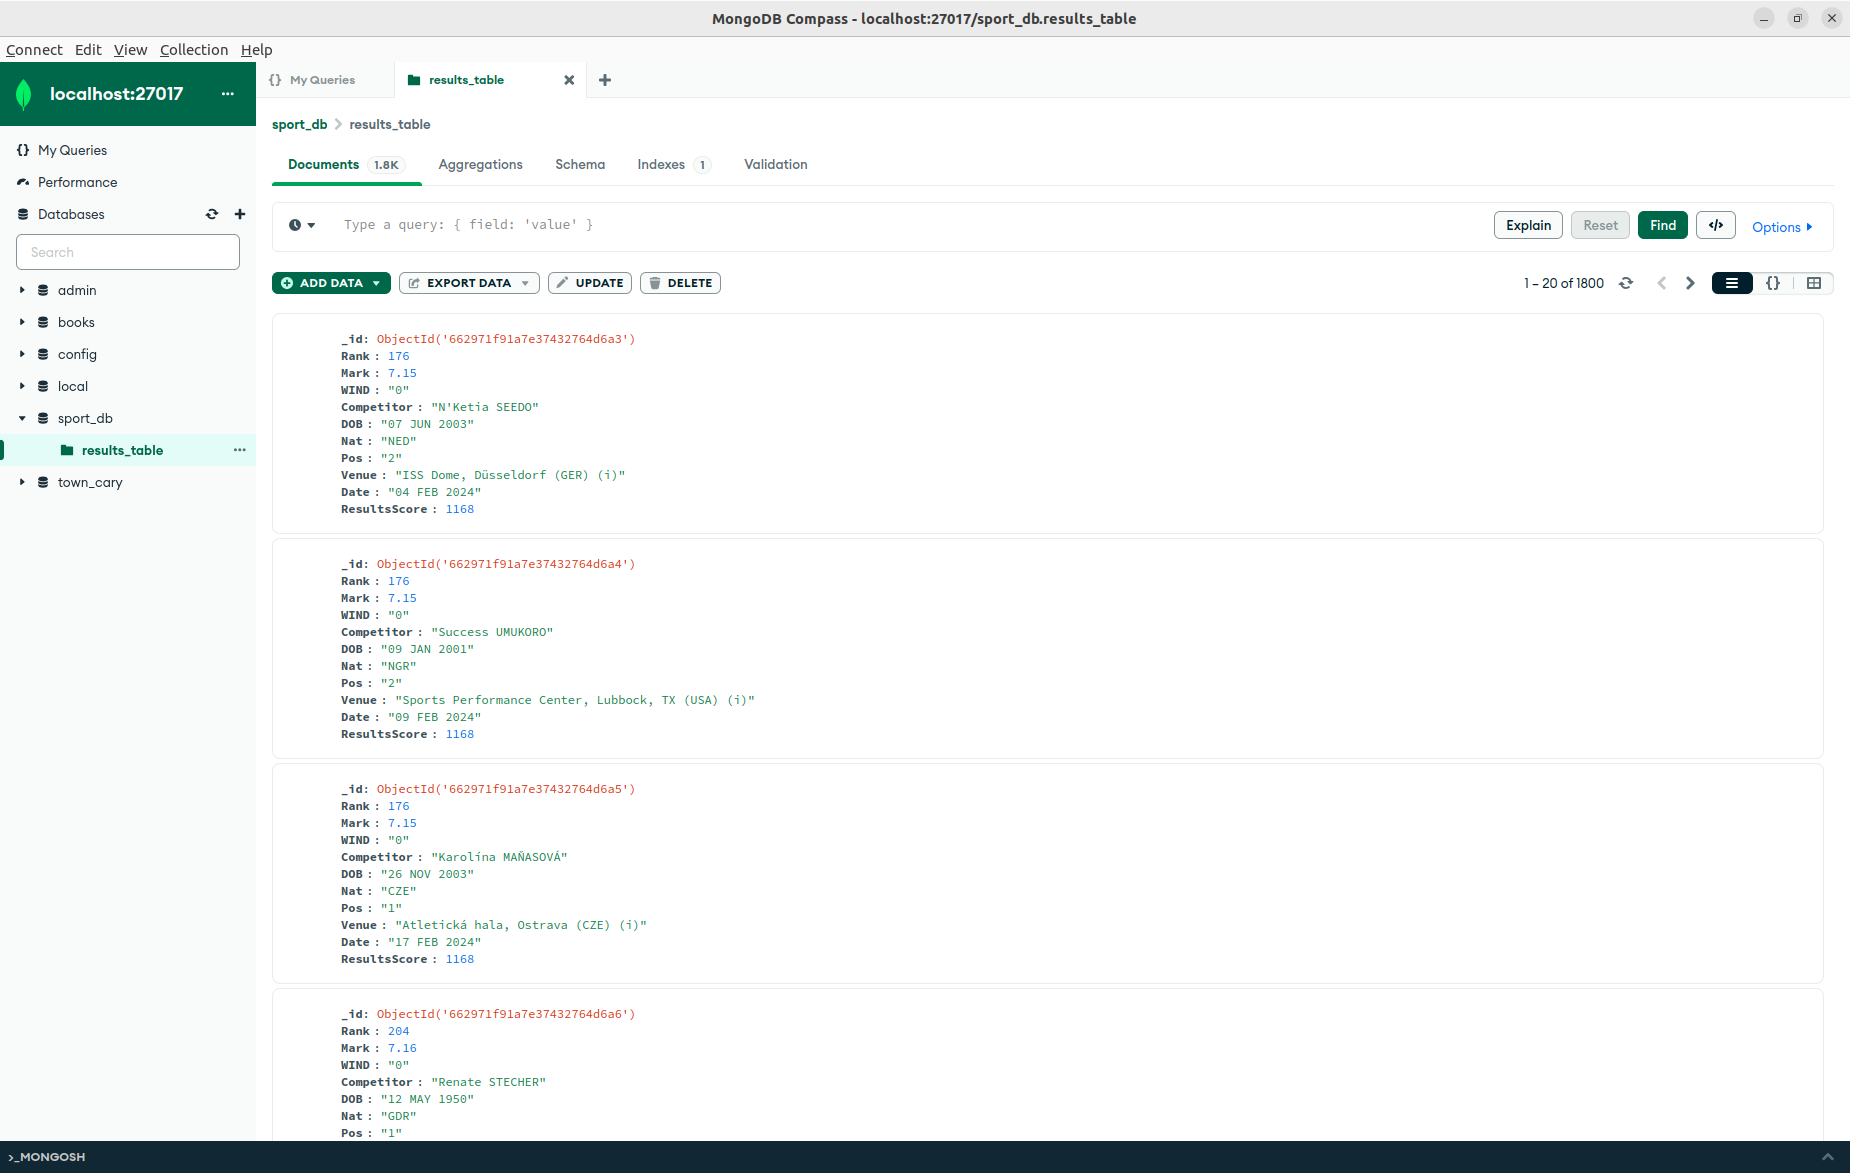 MongoDB Compass - localhost:27017/sport_db.results_table
Connect Edit View Collection Help
localhost:27017
My Queries
Performance
Databases
Search
admin
books
config
local
sport_db
results_table
town_cary
{} My Queries
results_table
sport_db > results_table
Documents 1.8K Aggregations Schema Indexes 1 Validation
Type a query: { field: 'value' }
Explain Reset Find </> Options
ADD DATA EXPORT DATA UPDATE DELETE
1 – 20 of 1800
_id: ObjectId('662971f91a7e37432764d6a3')
Rank : 176
Mark : 7.15
WIND : "0"
Competitor : "N'Ketia SEEDO"
DOB : "07 JUN 2003"
Nat : "NED"
Pos : "2"
Venue : "ISS Dome, Düsseldorf (GER) (i)"
Date : "04 FEB 2024"
ResultsScore : 1168
_id: ObjectId('662971f91a7e37432764d6a4')
Rank : 176
Mark : 7.15
WIND : "0"
Competitor : "Success UMUKORO"
DOB : "09 JAN 2001"
Nat : "NGR"
Pos : "2"
Venue : "Sports Performance Center, Lubbock, TX (USA) (i)"
Date : "09 FEB 2024"
ResultsScore : 1168
_id: ObjectId('662971f91a7e37432764d6a5')
Rank : 176
Mark : 7.15
WIND : "0"
Competitor : "Karolína MAŇASOVÁ"
DOB : "26 NOV 2003"
Nat : "CZE"
Pos : "1"
Venue : "Atletická hala, Ostrava (CZE) (i)"
Date : "17 FEB 2024"
ResultsScore : 1168
_id: ObjectId('662971f91a7e37432764d6a6')
Rank : 204
Mark : 7.16
WIND : "0"
Competitor : "Renate STECHER"
DOB : "12 MAY 1950"
Nat : "GDR"
Pos : "1"
>_MONGOSH